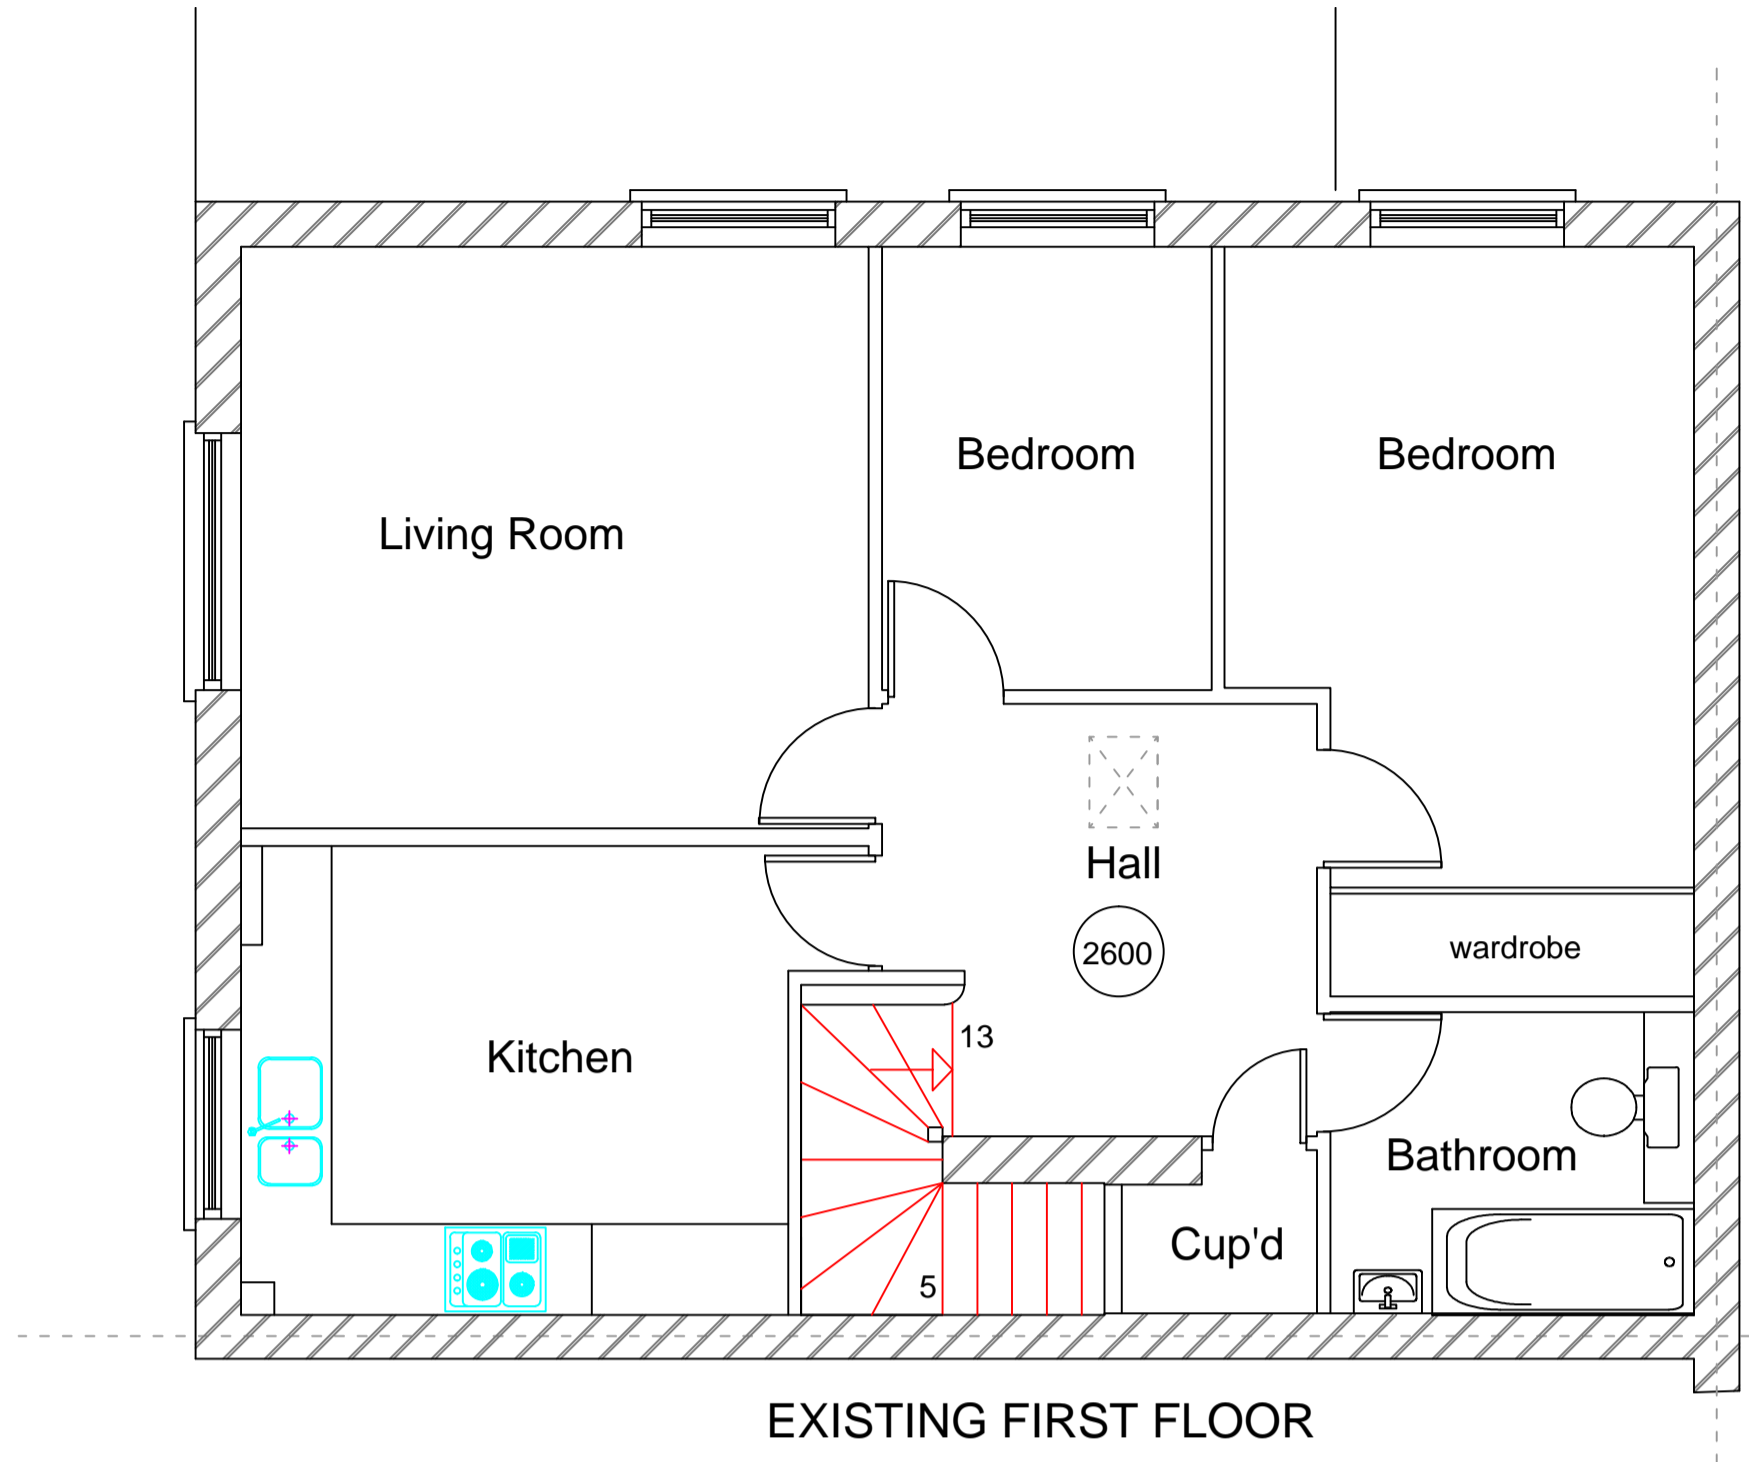 Bedroom
Bedroom
Living Room
Hall
2600
wardrobe
13
Kitchen
Bathroom
Cup'd
5
EXISTING FIRST FLOOR